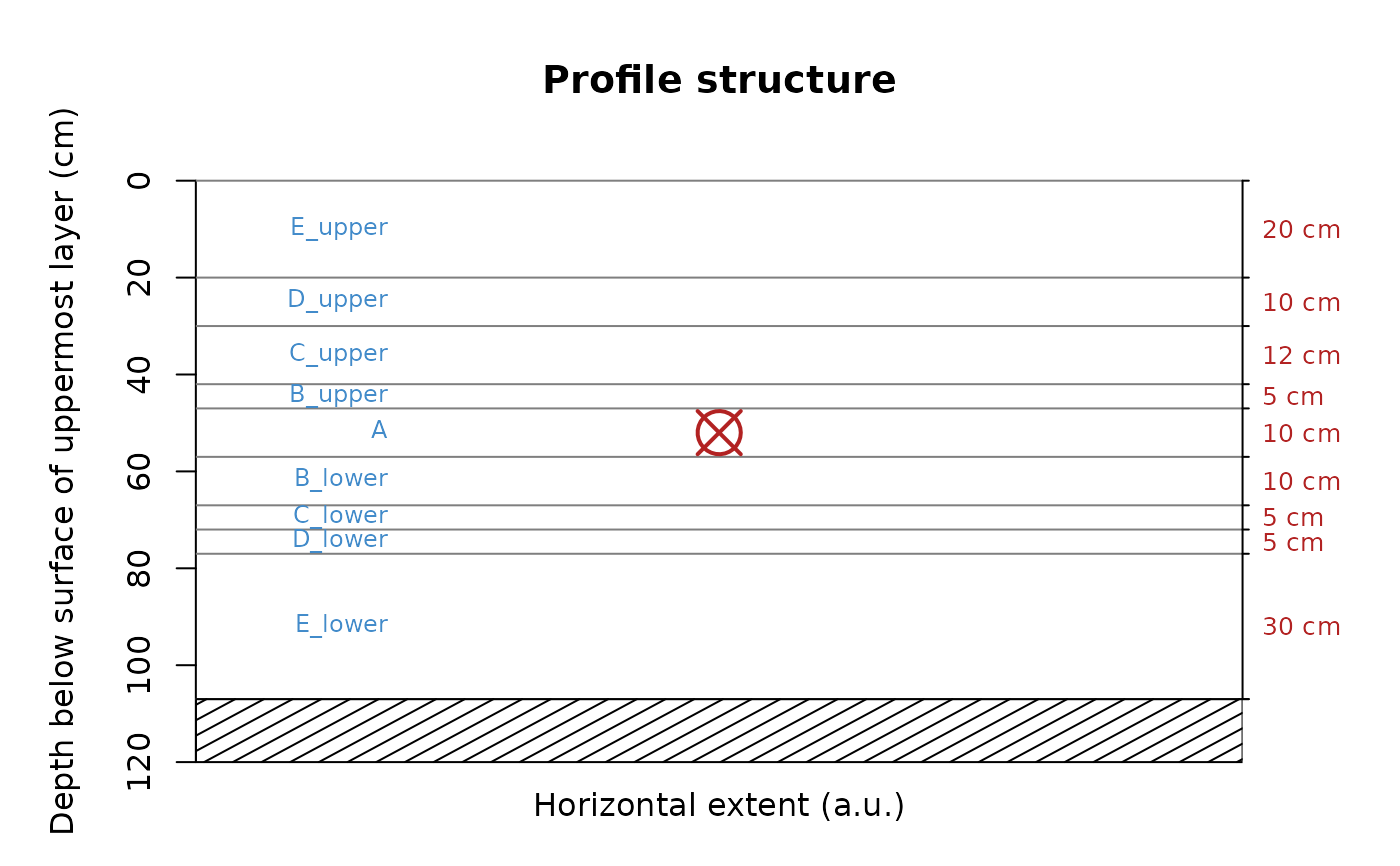 Profile structure
Depth below surface of uppermost layer (cm)
0
20
40
60
80
100
120
E_upper
20 cm
D_upper
10 cm
C_upper
12 cm
B_upper
5 cm
A
10 cm
B_lower
10 cm
C_lower
5 cm
D_lower
5 cm
E_lower
30 cm
Horizontal extent (a.u.)